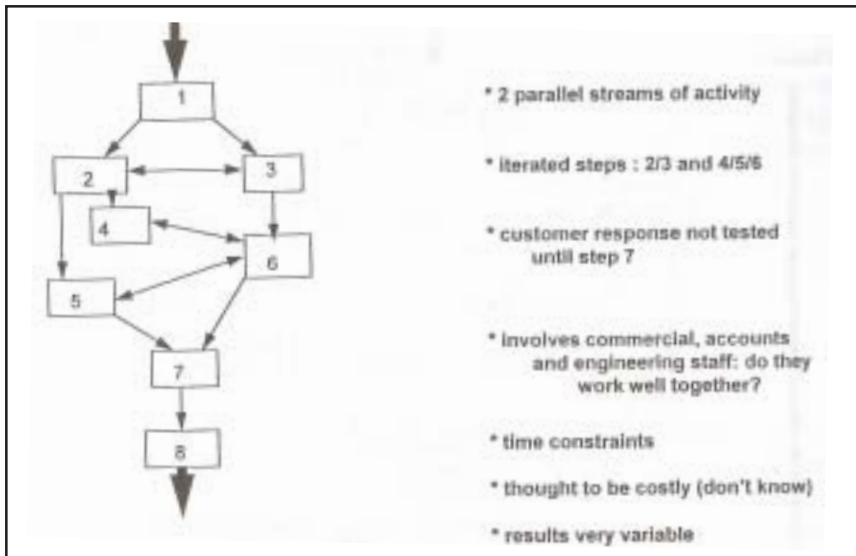 1
2
3
4
5
6
7
8
* 2 parallel streams of activity
* iterated steps : 2/3 and 4/5/6
* customer response not tested
until step 7
* involves commercial, accounts
and engineering staff: do they
work well together?
* time constraints
* thought to be costly (don't know)
* results very variable